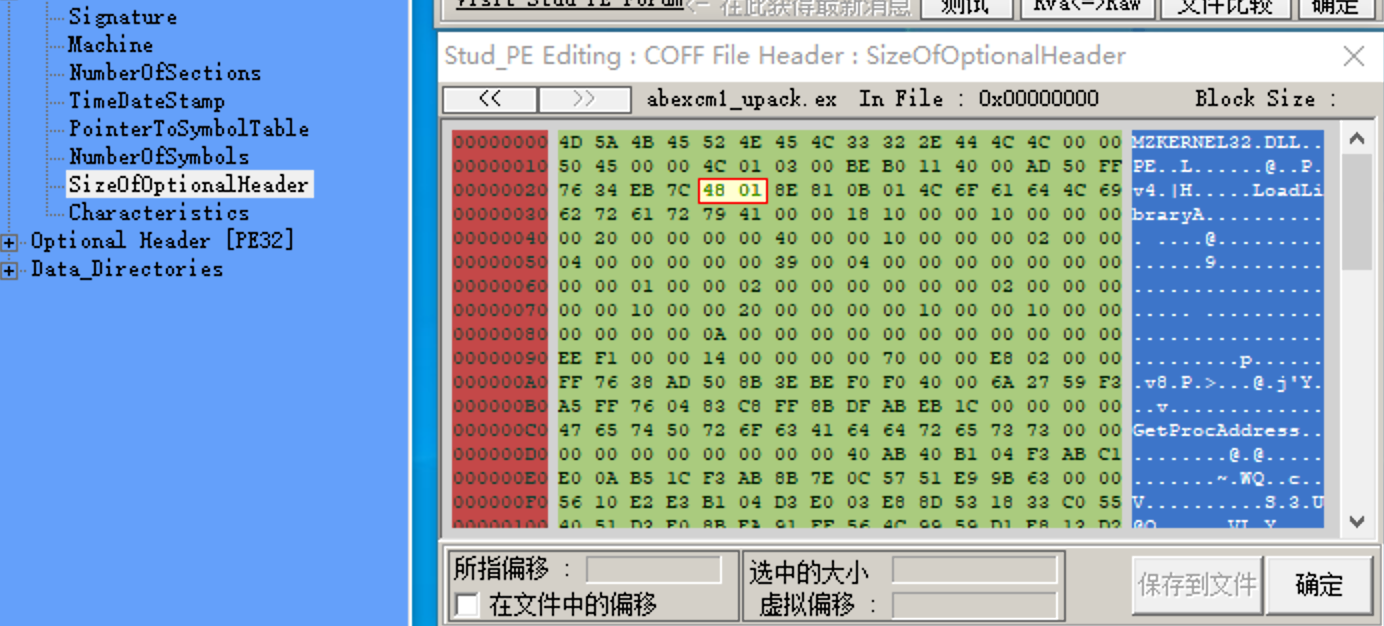 Signature
Machine
NumberOfSections
TimeDateStamp
PointerToSymbolTable
NumberOfSymbols
SizeOfOptionalHeader
Characteristics
Optional Header [PE32]
Data_Directories
Visit Stud_PE Forum<- 在此获得最新消息 测试 Rva<=>Raw 文件比较 确定
Stud_PE Editing : COFF File Header : SizeOfOptionalHeader
<< >> abexcm1_upack.ex In File : 0x00000000 Block Size :
00000000 4D 5A 4B 45 52 4E 45 4C 33 32 2E 44 4C 4C 00 00 MZKERNEL32.DLL..
00000010 50 45 00 00 4C 01 03 00 BE B0 11 40 00 AD 50 FF PE..L......@..P.
00000020 76 34 EB 7C 48 01 8E 81 0B 01 4C 6F 61 64 4C 69 v4.|H.....LoadLi
00000030 62 72 61 72 79 41 00 00 18 10 00 00 10 00 00 00 braryA..........
00000040 00 20 00 00 00 00 40 00 00 10 00 00 00 02 00 00 . ....@.........
00000050 04 00 00 00 00 00 39 00 04 00 00 00 00 00 00 00 ......9.........
00000060 00 00 01 00 00 02 00 00 00 00 00 00 02 00 00 00 ................
00000070 00 00 10 00 00 20 00 00 00 00 10 00 00 10 00 00 ..... ..........
00000080 00 00 00 00 0A 00 00 00 00 00 00 00 00 00 00 00 ................
00000090 EE F1 00 00 14 00 00 00 00 70 00 00 E8 02 00 00 .........p......
000000A0 FF 76 38 AD 50 8B 3E BE F0 F0 40 00 6A 27 59 F3 .v8.P.>...@.j'Y.
000000B0 A5 FF 76 04 83 C8 FF 8B DF AB EB 1C 00 00 00 00 ..v.............
000000C0 47 65 74 50 72 6F 63 41 64 64 72 65 73 73 00 00 GetProcAddress..
000000D0 00 00 00 00 00 00 00 00 40 AB 40 B1 04 F3 AB C1 ........@.@.....
000000E0 E0 0A B5 1C F3 AB 8B 7E 0C 57 51 E9 9B 63 00 00 .......~.WQ..c..
000000F0 56 10 E2 E3 B1 04 D3 E0 03 E8 8D 53 18 33 C0 55 V..........S.3.U
00000100 40 51 D3 E0 8B EA 91 FF 56 4C 99 59 D1 E8 13 D2 @Q......VL.Y....
所指偏移 : 选中的大小
在文件中的偏移 虚拟偏移 : 保存到文件 确定